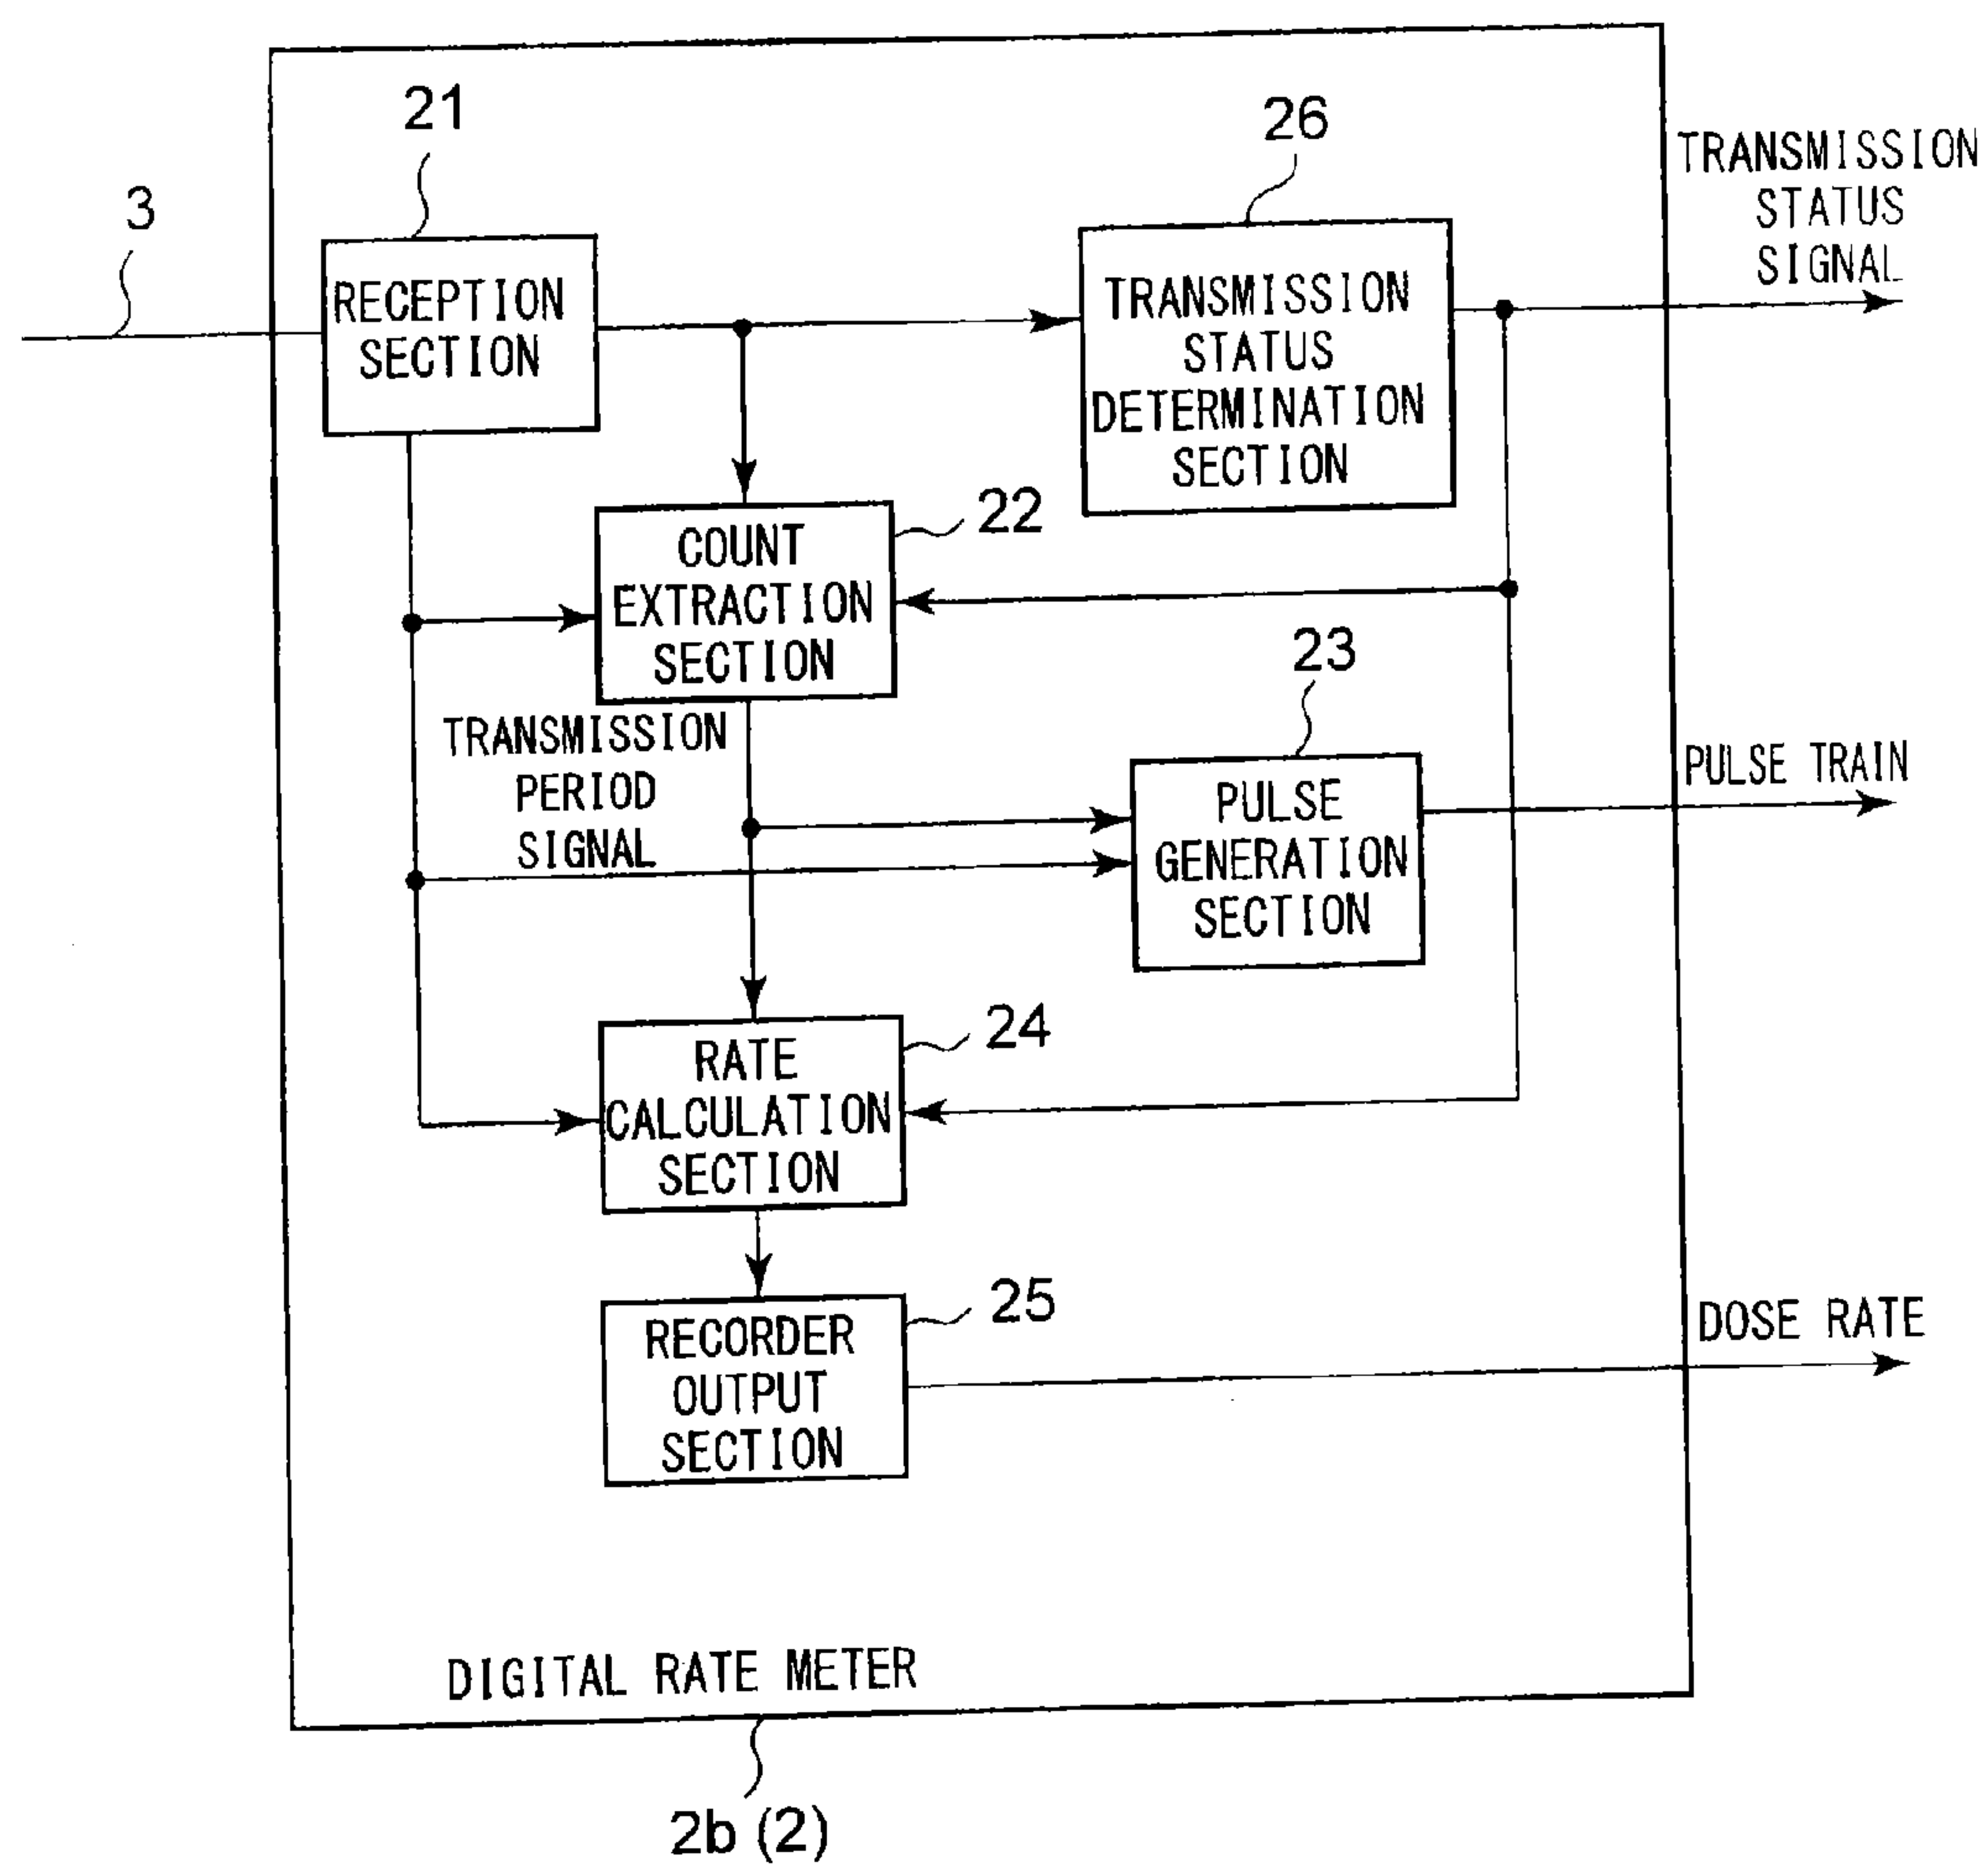 21
26
TRANSMISSION
STATUS
SIGNAL
3
RECEPTION
SECTION
TRANSMISSION
STATUS
DETERMINATION
SECTION
22
COUNT
EXTRACTION
SECTION
23
TRANSMISSION
PERIOD
SIGNAL
PULSE
GENERATION
SECTION
PULSE TRAIN
24
RATE
CALCULATION
SECTION
25
RECORDER
OUTPUT
SECTION
DOSE RATE
DIGITAL RATE METER
2b (2)